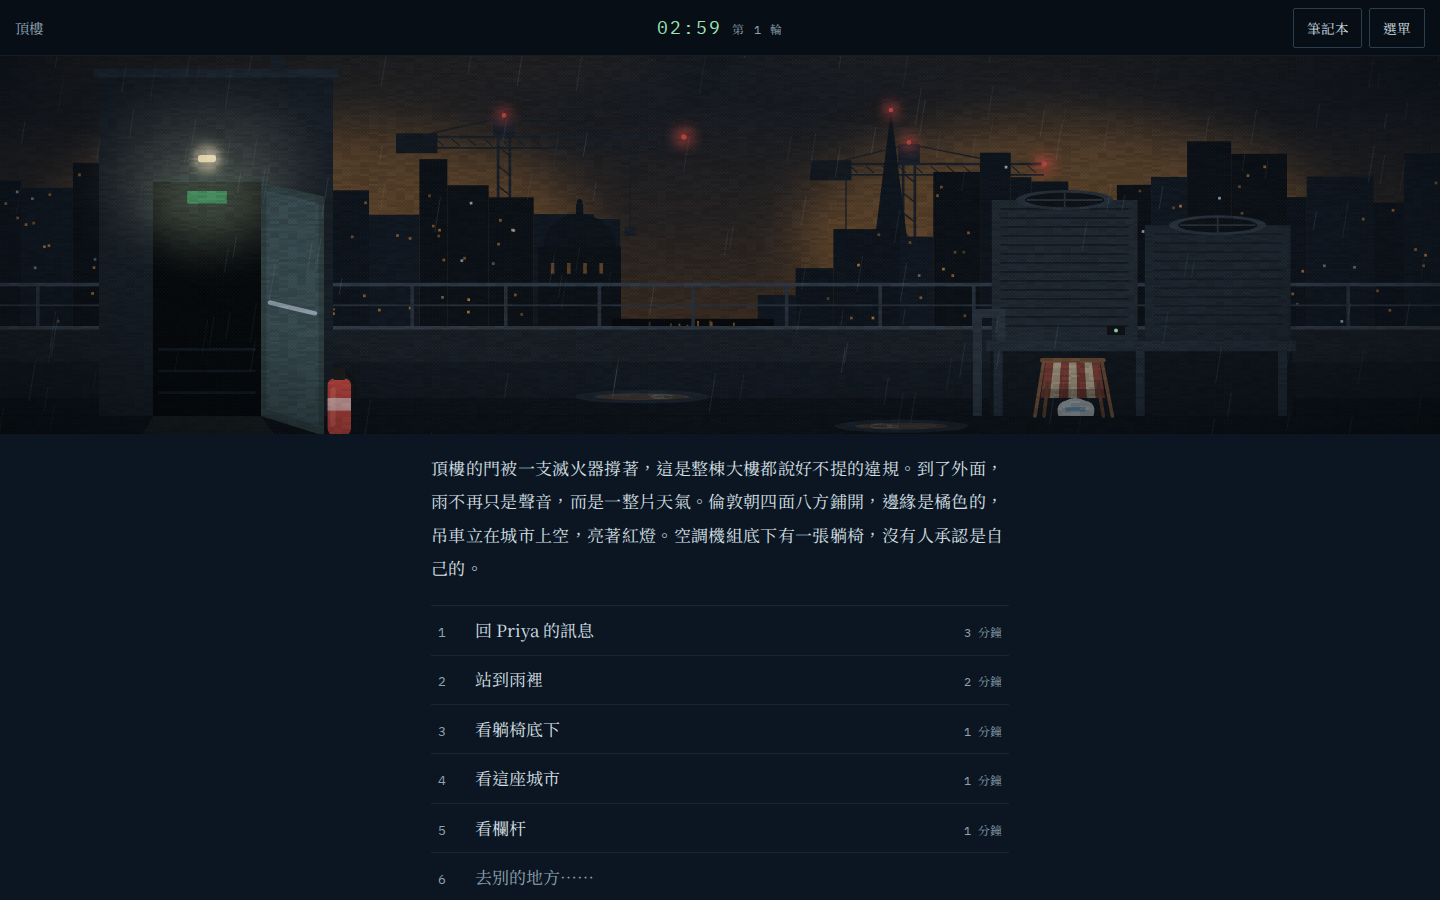 頂樓
02:59 第 1 輪
筆記本
選單
頂樓的門被一支滅火器撐著，這是整棟大樓都說好不提的違規。到了外面，
雨不再只是聲音，而是一整片天氣。倫敦朝四面八方鋪開，邊緣是橘色的，
吊車立在城市上空，亮著紅燈。空調機組底下有一張躺椅，沒有人承認是自
己的。
1 回 Priya 的訊息 3 分鐘
2 站到雨裡 2 分鐘
3 看躺椅底下 1 分鐘
4 看這座城市 1 分鐘
5 看欄杆 1 分鐘
6 去別的地方⋯⋯